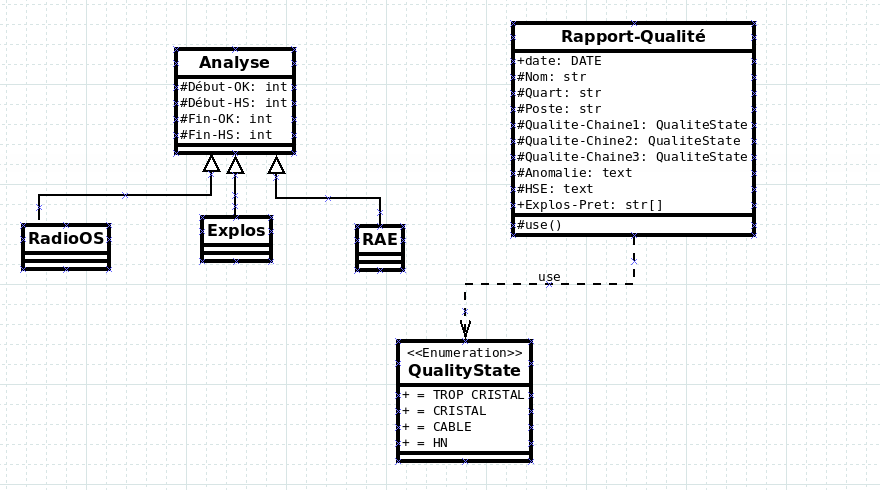 Analyse
#Début-OK: int
#Début-HS: int
#Fin-OK: int
#Fin-HS: int
RadioOS
Explos
RAE
Rapport-Qualité
+date: DATE
#Nom: str
#Quart: str
#Poste: str
#Qualite-Chaine1: QualiteState
#Qualite-Chine2: QualiteState
#Qualite-Chaine3: QualiteState
#Anomalie: text
#HSE: text
+Explos-Pret: str[]
#use()
use
<<Enumeration>>
QualityState
+ = TROP CRISTAL
+ = CRISTAL
+ = CABLE
+ = HN